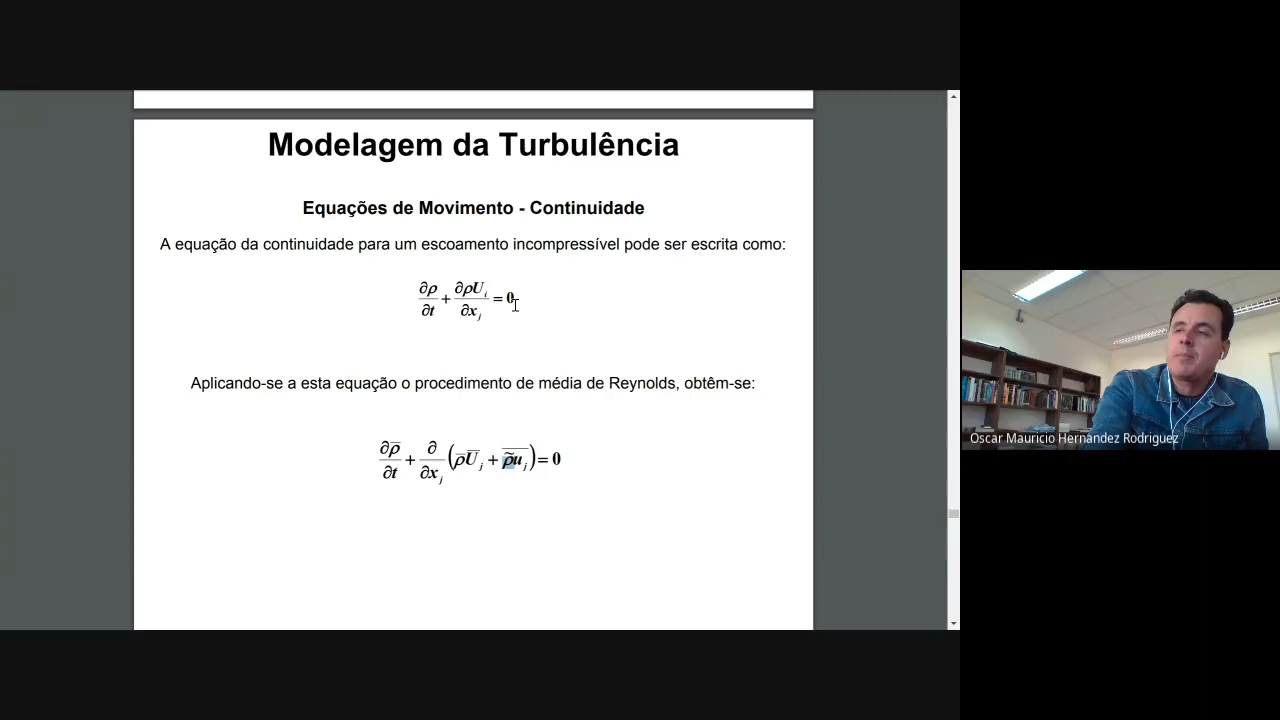 Modelagem da Turbulência
Equações de Movimento - Continuidade
A equação da continuidade para um escoamento incompressível pode ser escrita como:
∂ρ/∂t + ∂ρU_i/∂x_j = 0
Aplicando-se a esta equação o procedimento de média de Reynolds, obtêm-se:
∂ρ̅/∂t + ∂/∂x_j (ρ̅ U̅_j + \overline{ρ̃u_j}) = 0
Oscar Mauricio Hernandez Rodriguez